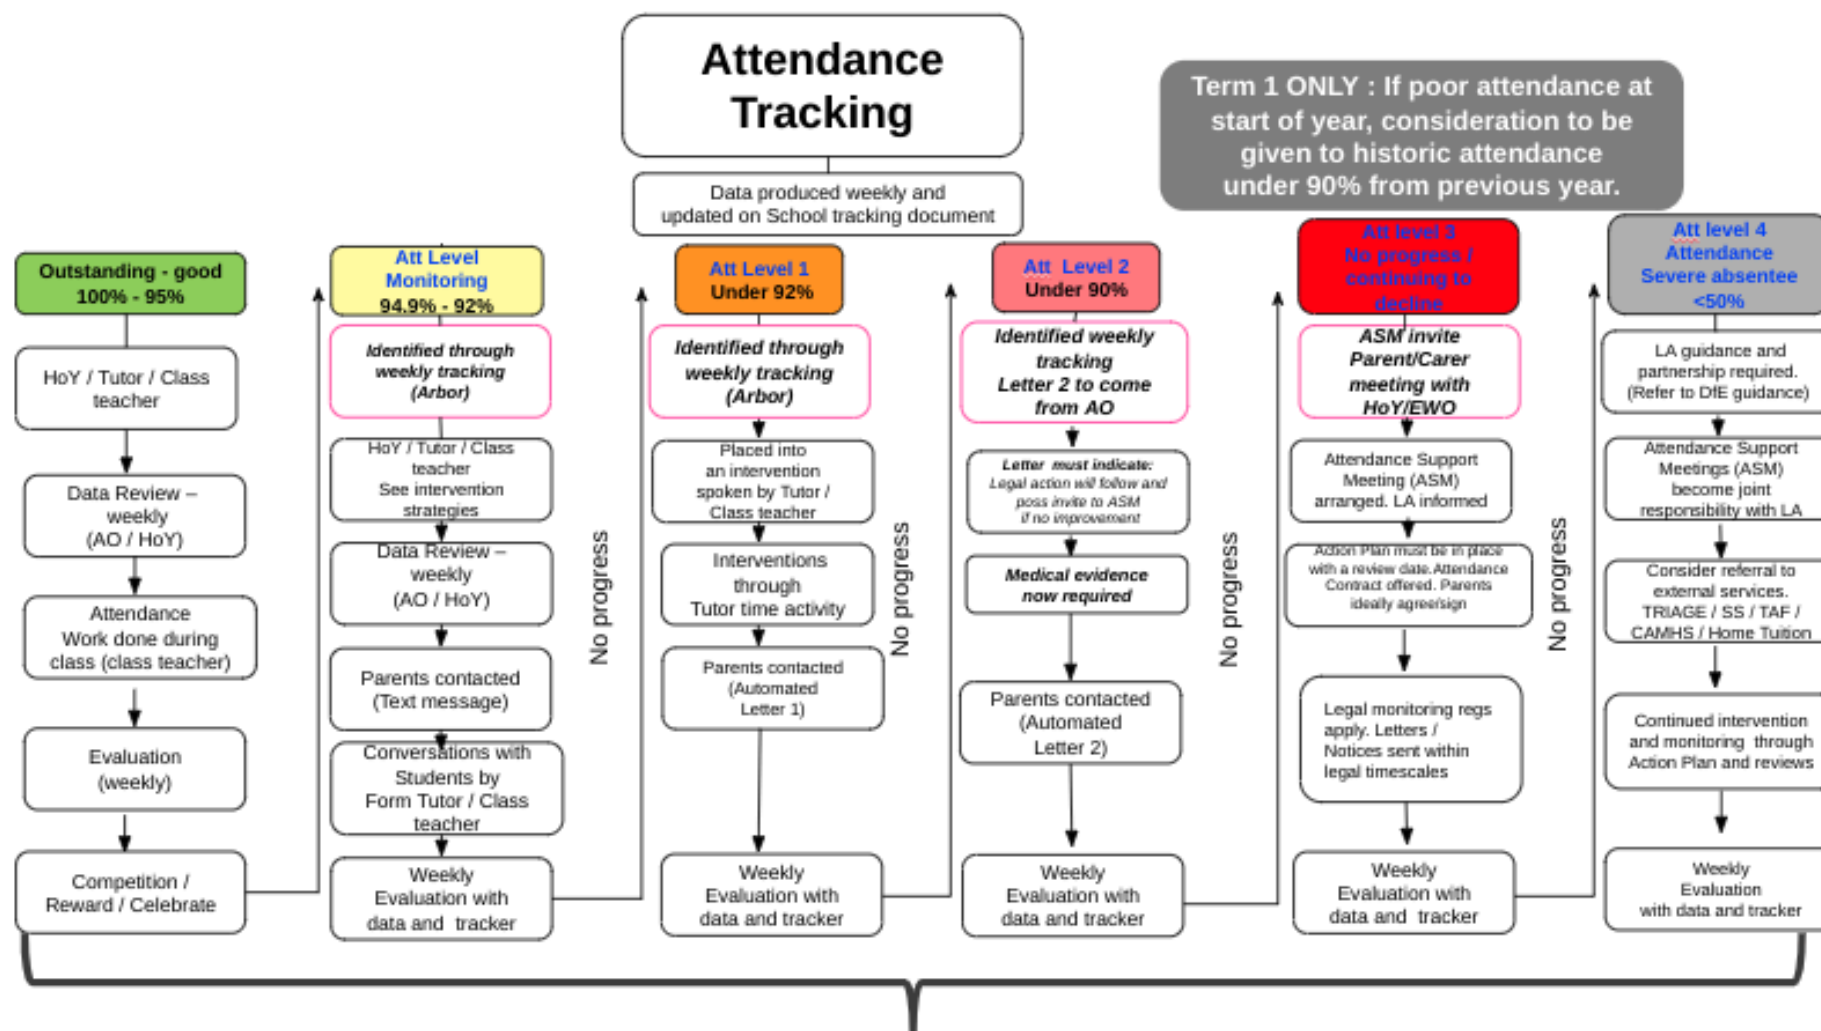 Attendance
Tracking
Data produced weekly and
updated on School tracking document
Term 1 ONLY : If poor attendance at
start of year, consideration to be
given to historic attendance
under 90% from previous year.
Outstanding - good
100% - 95%
HoY / Tutor / Class
teacher
Data Review –
weekly
(AO / HoY)
Attendance
Work done during
class (class teacher)
Evaluation
(weekly)
Competition /
Reward / Celebrate
Att Level
Monitoring
94.9% - 92%
Identified through
weekly tracking
(Arbor)
HoY / Tutor / Class
teacher
See intervention
strategies
Data Review –
weekly
(AO / HoY)
Parents contacted
(Text message)
Conversations with
Students by
Form Tutor / Class
teacher
Weekly
Evaluation with
data and tracker
No progress
Att Level 1
Under 92%
Identified through
weekly tracking
(Arbor)
Placed into
an intervention
spoken by Tutor /
Class teacher
Interventions
through
Tutor time activity
Parents contacted
(Automated
Letter 1)
Weekly
Evaluation with
data and tracker
No progress
Att Level 2
Under 90%
Identified weekly
tracking
Letter 2 to come
from AO
Letter must indicate:
Legal action will follow and
poss invite to ASM
if no improvement
Medical evidence
now required
Parents contacted
(Automated
Letter 2)
Weekly
Evaluation with
data and tracker
No progress
Att level 3
No progress /
continuing to
decline
ASM invite
Parent/Carer
meeting with
HoY/EWO
Attendance Support
Meeting (ASM)
arranged. LA informed
Action Plan must be in place
with a review date. Attendance
Contract offered. Parents
ideally agree/sign
Legal monitoring regs
apply. Letters /
Notices sent within
legal timescales
Weekly
Evaluation with
data and tracker
No progress
Att level 4
Attendance
Severe absentee
<50%
LA guidance and
partnership required.
(Refer to DfE guidance)
Attendance Support
Meetings (ASM)
become joint
responsibility with LA
Consider referral to
external services.
TRIAGE / SS / TAF /
CAMHS / Home Tuition
Continued intervention
and monitoring through
Action Plan and reviews
Weekly
Evaluation
with data and tracker